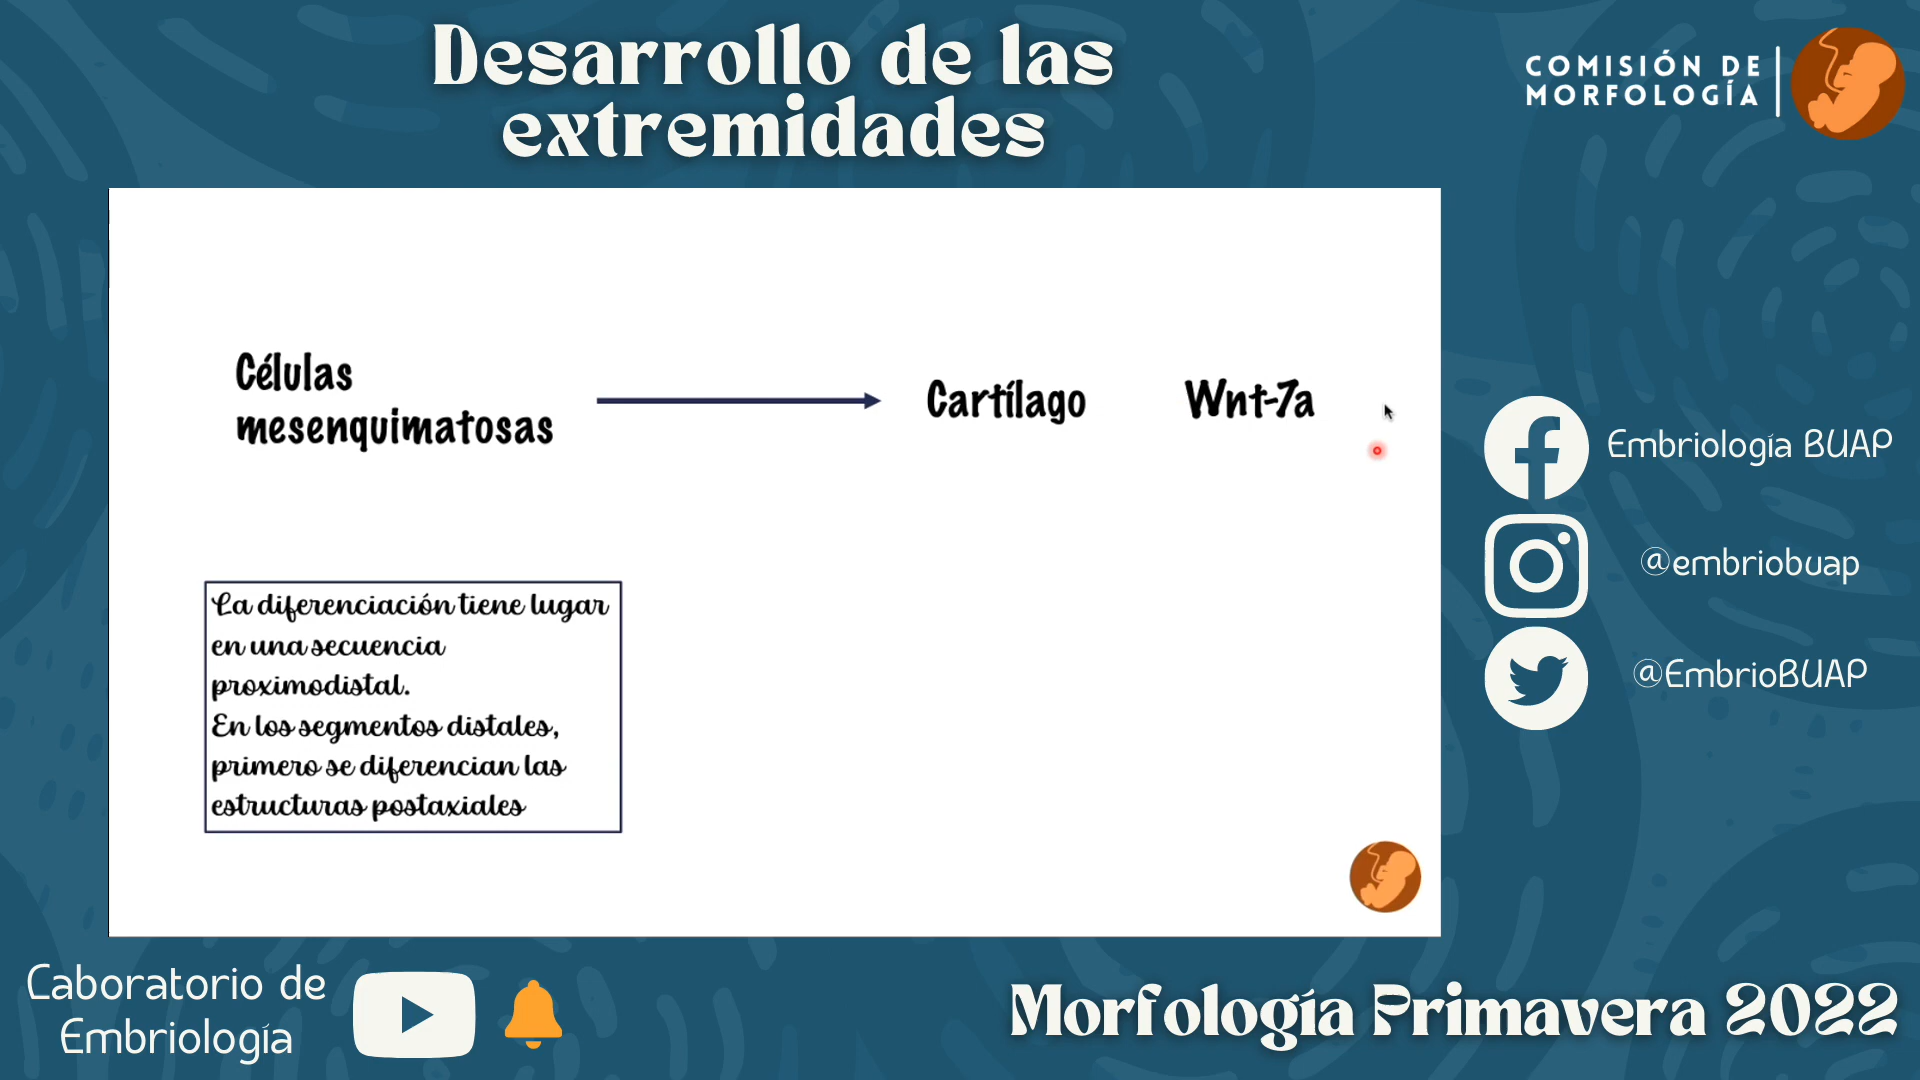 Desarrollo de las
extremidades
COMISIÓN DE
MORFOLOGÍA
Células
mesenquimatosas
Cartílago
Wnt-7a
La diferenciación tiene lugar
en una secuencia
proximodistal.
En los segmentos distales,
primero se diferencian las
estructuras postaxiales
Embriología BUAP
@embriobuap
@EmbrioBUAP
Laboratorio de
Embriología
Morfología Primavera 2022